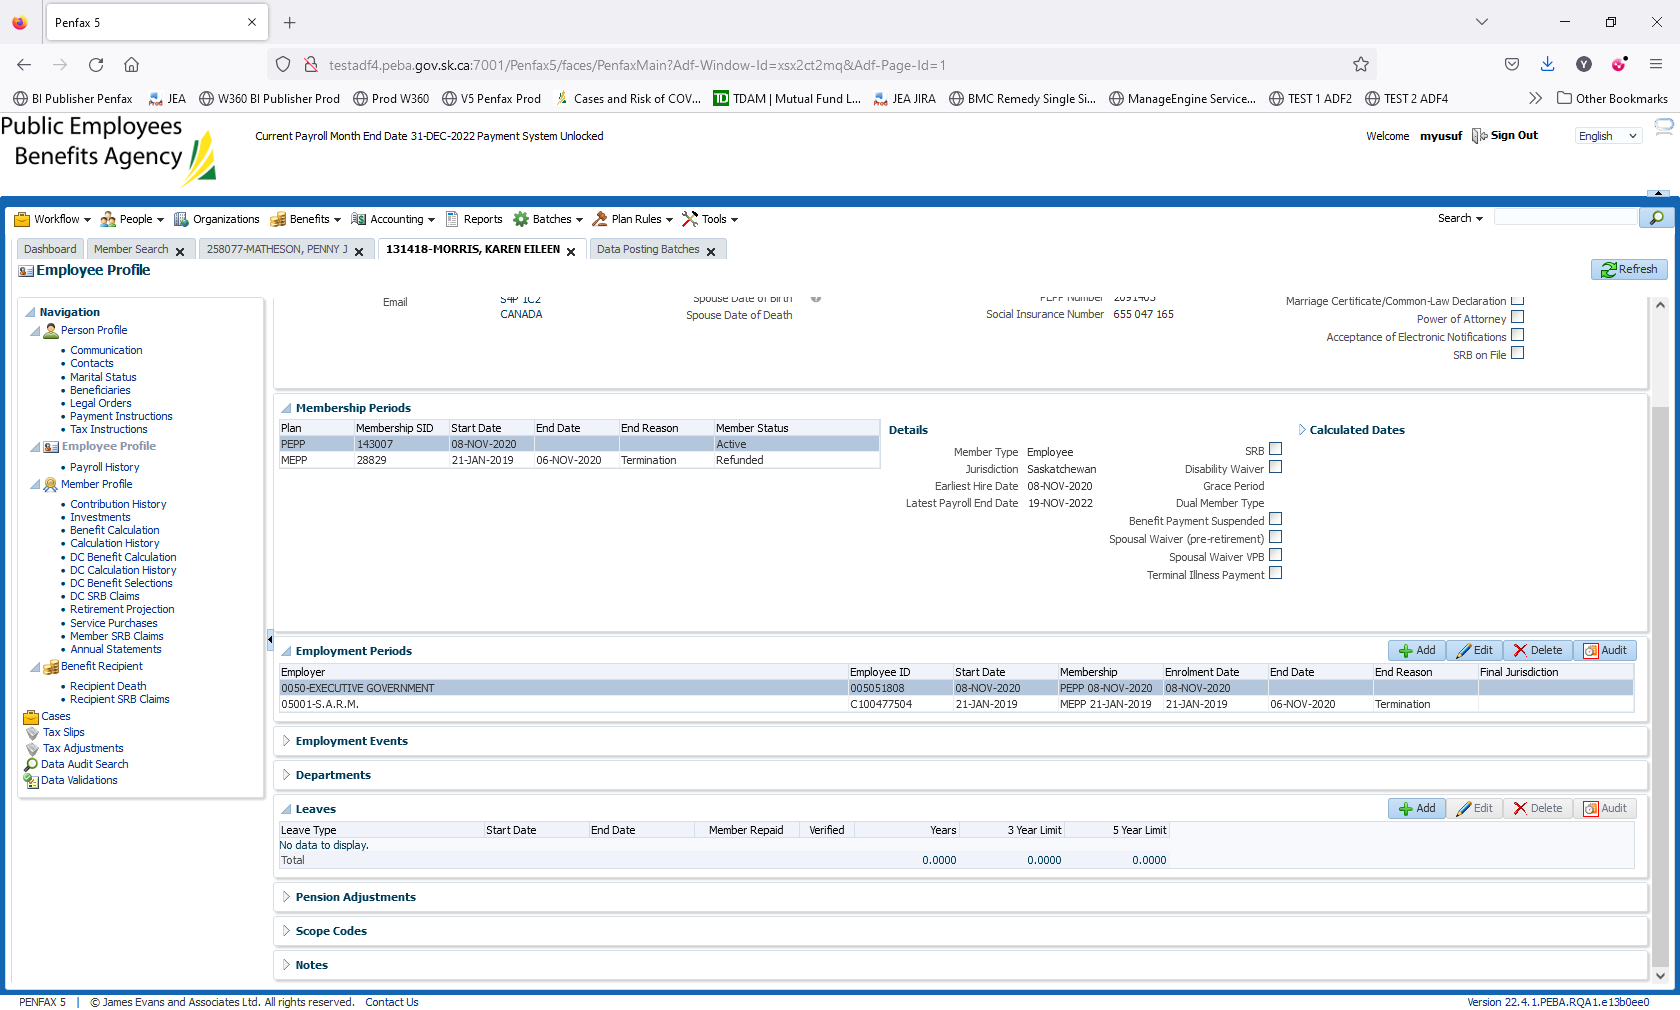 Penfax 5
testadf4.peba.gov.sk.ca:7001/Penfax5/faces/PenfaxMain?Adf-Window-Id=xsx2ct2mq&Adf-Page-Id=1
BI Publisher Penfax JEA W360 BI Publisher Prod Prod W360 V5 Penfax Prod Cases and Risk of COV... TD TDAM | Mutual Fund L... JEA JIRA BMC Remedy Single Si... ManageEngine Service... TEST 1 ADF2 TEST 2 ADF4 Other Bookmarks
Public Employees
Benefits Agency
Current Payroll Month End Date 31-DEC-2022 Payment System Unlocked
Welcome myusuf Sign Out English
Workflow People Organizations Benefits Accounting Reports Batches Plan Rules Tools Search
Dashboard Member Search 258077-MATHESON, PENNY J 131418-MORRIS, KAREN EILEEN Data Posting Batches
Employee Profile Refresh
Navigation
Person Profile
Communication
Contacts
Marital Status
Beneficiaries
Legal Orders
Payment Instructions
Tax Instructions
Employee Profile
Payroll History
Member Profile
Contribution History
Investments
Benefit Calculation
Calculation History
DC Benefit Calculation
DC Calculation History
DC Benefit Selections
DC SRB Claims
Retirement Projection
Service Purchases
Member SRB Claims
Annual Statements
Benefit Recipient
Recipient Death
Recipient SRB Claims
Cases
Tax Slips
Tax Adjustments
Data Audit Search
Data Validations
Email S4P 1C2 Spouse Date of Birth PEPP Number 2091403 Marriage Certificate/Common-Law Declaration
CANADA Spouse Date of Death Social Insurance Number 655 047 165 Power of Attorney
Acceptance of Electronic Notifications
SRB on File
Membership Periods
Plan Membership SID Start Date End Date End Reason Member Status
PEPP 143007 08-NOV-2020 Active
MEPP 28829 21-JAN-2019 06-NOV-2020 Termination Refunded
Details
Member Type Employee
Jurisdiction Saskatchewan
Earliest Hire Date 08-NOV-2020
Latest Payroll End Date 19-NOV-2022
SRB
Disability Waiver
Grace Period
Dual Member Type
Benefit Payment Suspended
Spousal Waiver (pre-retirement)
Spousal Waiver VPB
Terminal Illness Payment
Calculated Dates
Employment Periods Add Edit Delete Audit
Employer Employee ID Start Date Membership Enrolment Date End Date End Reason Final Jurisdiction
0050-EXECUTIVE GOVERNMENT 005051808 08-NOV-2020 PEPP 08-NOV-2020 08-NOV-2020
05001-S.A.R.M. C100477504 21-JAN-2019 MEPP 21-JAN-2019 21-JAN-2019 06-NOV-2020 Termination
Employment Events
Departments
Leaves Add Edit Delete Audit
Leave Type Start Date End Date Member Repaid Verified Years 3 Year Limit 5 Year Limit
No data to display.
Total 0.0000 0.0000 0.0000
Pension Adjustments
Scope Codes
Notes
PENFAX 5 | © James Evans and Associates Ltd. All rights reserved. Contact Us
Version 22.4.1.PEBA.RQA1.e13b0ee0